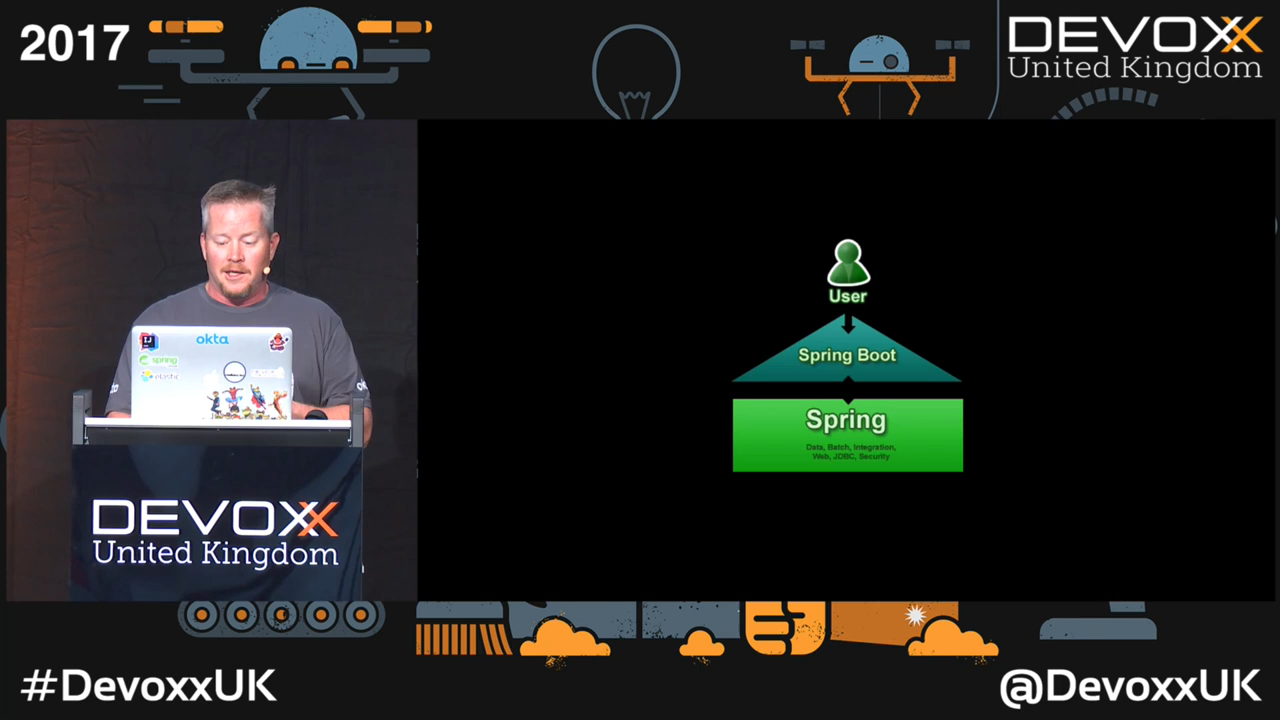 2017
DEVOXX
United Kingdom
okta
IJ
spring
elastic
DEVOXX
United Kingdom
User
Spring Boot
Spring
Data, Batch, Integration,
Web, JDBC, Security
#DevoxxUK
@DevoxxUK